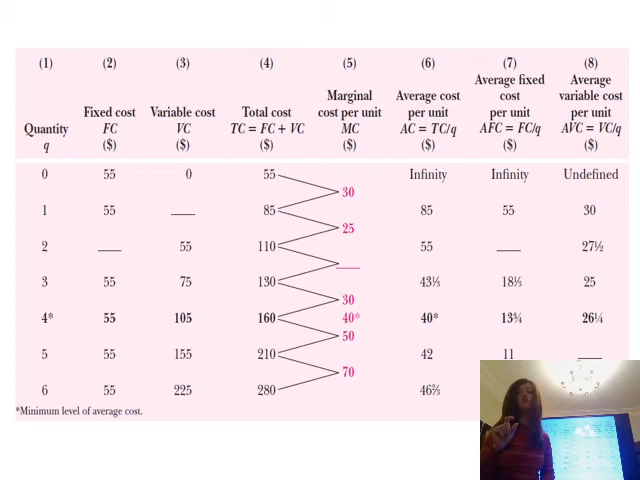 (1) (2) (3) (4) (5) (6) (7) (8)
Average fixed Average
Marginal Average cost cost variable cost
Fixed cost Variable cost Total cost cost per unit per unit per unit per unit
Quantity FC VC TC = FC + VC MC AC = TC/q AFC = FC/q AVC = VC/q
q ($) ($) ($) ($) ($) ($) ($)
0 55 0 55 Infinity Infinity Undefined
30
1 55 ___ 85 85 55 30
25
2 ___ 55 110 55 ___ 27½
___
3 55 75 130 43⅓ 18⅓ 25
30
4* 55 105 160 40* 40* 13¾ 26¼
50
5 55 155 210 42 11 ___
70
6 55 225 280 46⅔
*Minimum level of average cost.